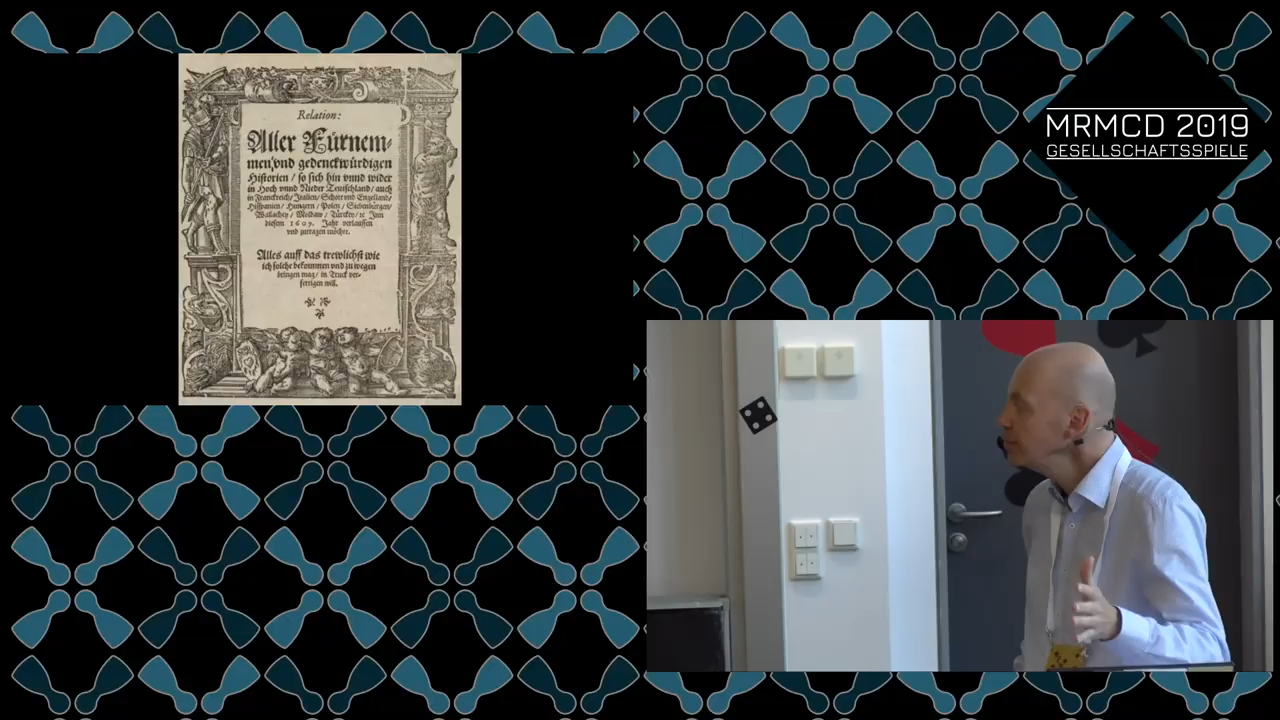 Relation:
Aller Fürnem-
men/vnd gedenckwürdigen
Historien / so sich hin vnnd wider
in Hoch vnnd Nieder Teutschland/ auch
in Franckreich/ Italien/ Schott vnd Engelland/
Hisspanien/ Hungern/ Polen/ Siebenbürgen/
Wallachey/ Moldaw/ Türckey/ ꝛc Inn
diesem 1609. Jahr verlauffen
vnd zutragen möchte.
Alles auff das trewlichst wie
ich solche bekommen vnd zu wegen
bringen mag/ in Truck ver-
fertigen will.
MRMCD 2019
GESELLSCHAFTSSPIELE